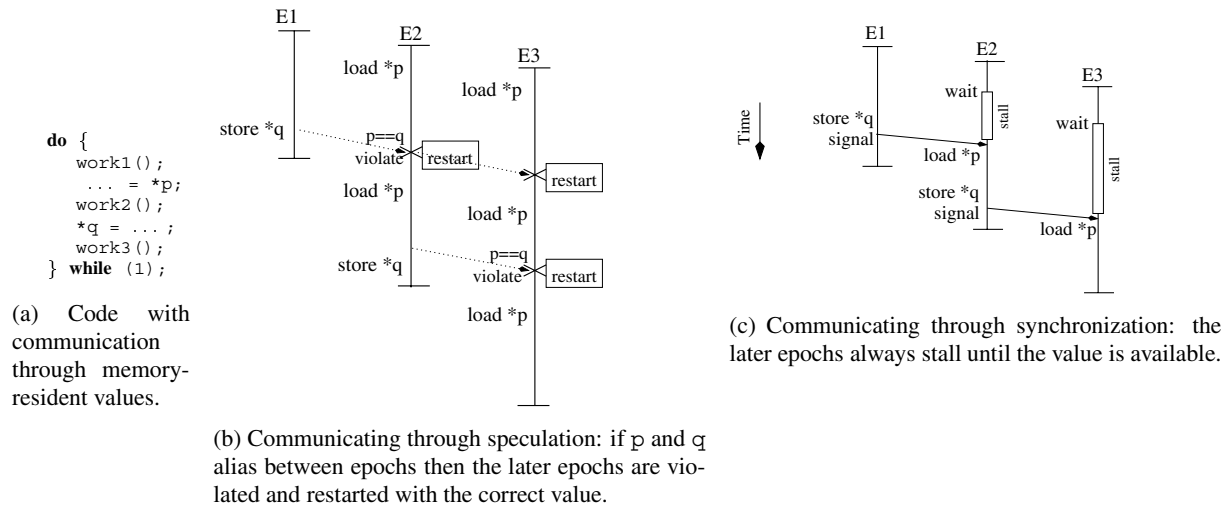 do {
work1();
... = *p;
work2();
*q = ... ;
work3();
} while (1);
(a) Code with
communication
through memory-
resident values.
E1
E2
E3
load *p
load *p
store *q
p==q
violate
restart
restart
load *p
load *p
store *q
p==q
violate
restart
load *p
(b) Communicating through speculation: if p and q
alias between epochs then the later epochs are vio-
lated and restarted with the correct value.
Time
E1
E2
E3
wait
stall
wait
stall
store *q
signal
load *p
store *q
signal
load *p
(c) Communicating through synchronization: the
later epochs always stall until the value is available.